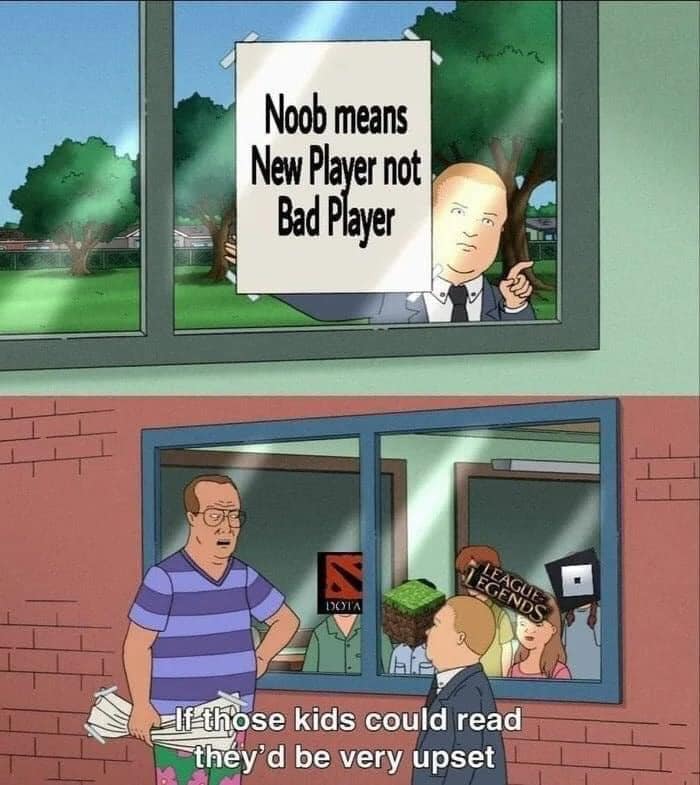 Noob means
New Player not
Bad Player
DOTA
LEAGUE
LEGENDS
If those kids could read
they'd be very upset